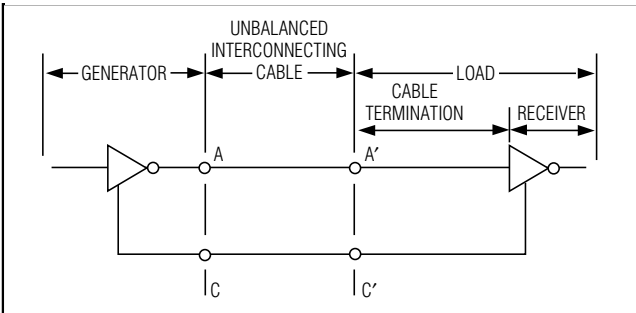 UNBALANCED
INTERCONNECTING
CABLE
GENERATOR
LOAD
CABLE
TERMINATION
RECEIVER
A
A′
C
C′